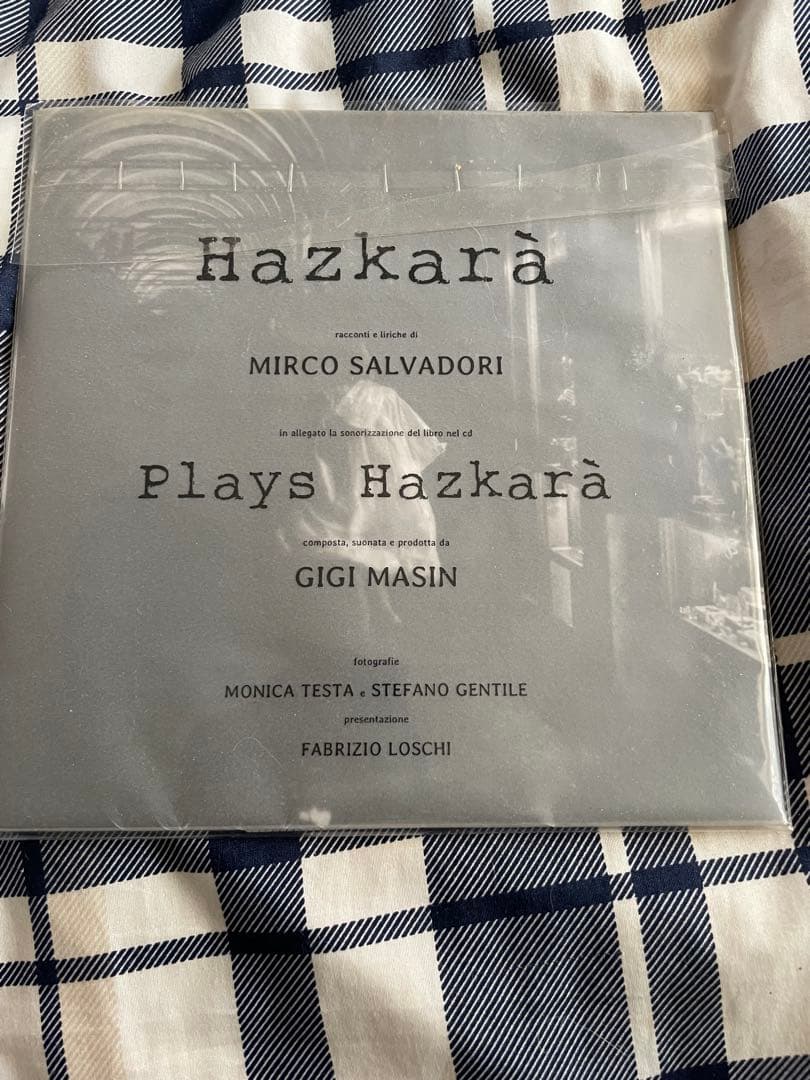 Hazkarà
racconti e liriche di
MIRCO SALVADORI
in allegato la sonorizzazione del libro nel cd
Plays Hazkarà
composta, suonata e prodotta da
GIGI MASIN
fotografie
MONICA TESTA e STEFANO GENTILE
presentazione
FABRIZIO LOSCHI